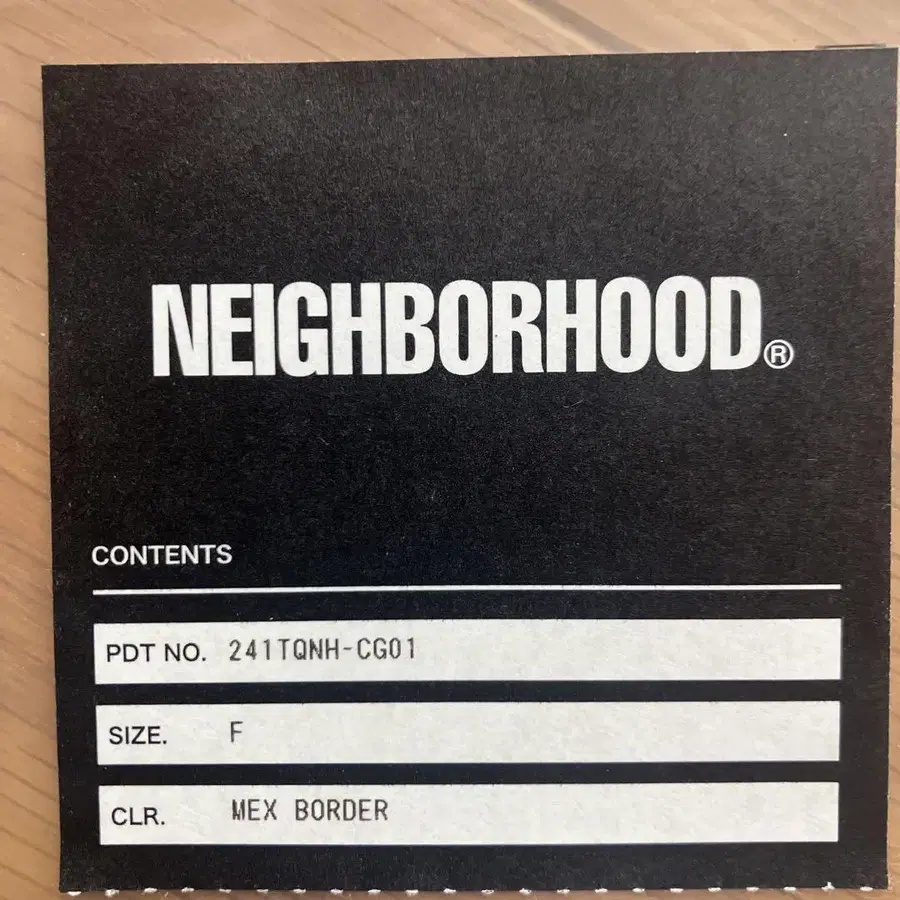 NEIGHBORHOOD®
CONTENTS
PDT NO. 241TQNH-CG01
SIZE. F
CLR. MEX BORDER